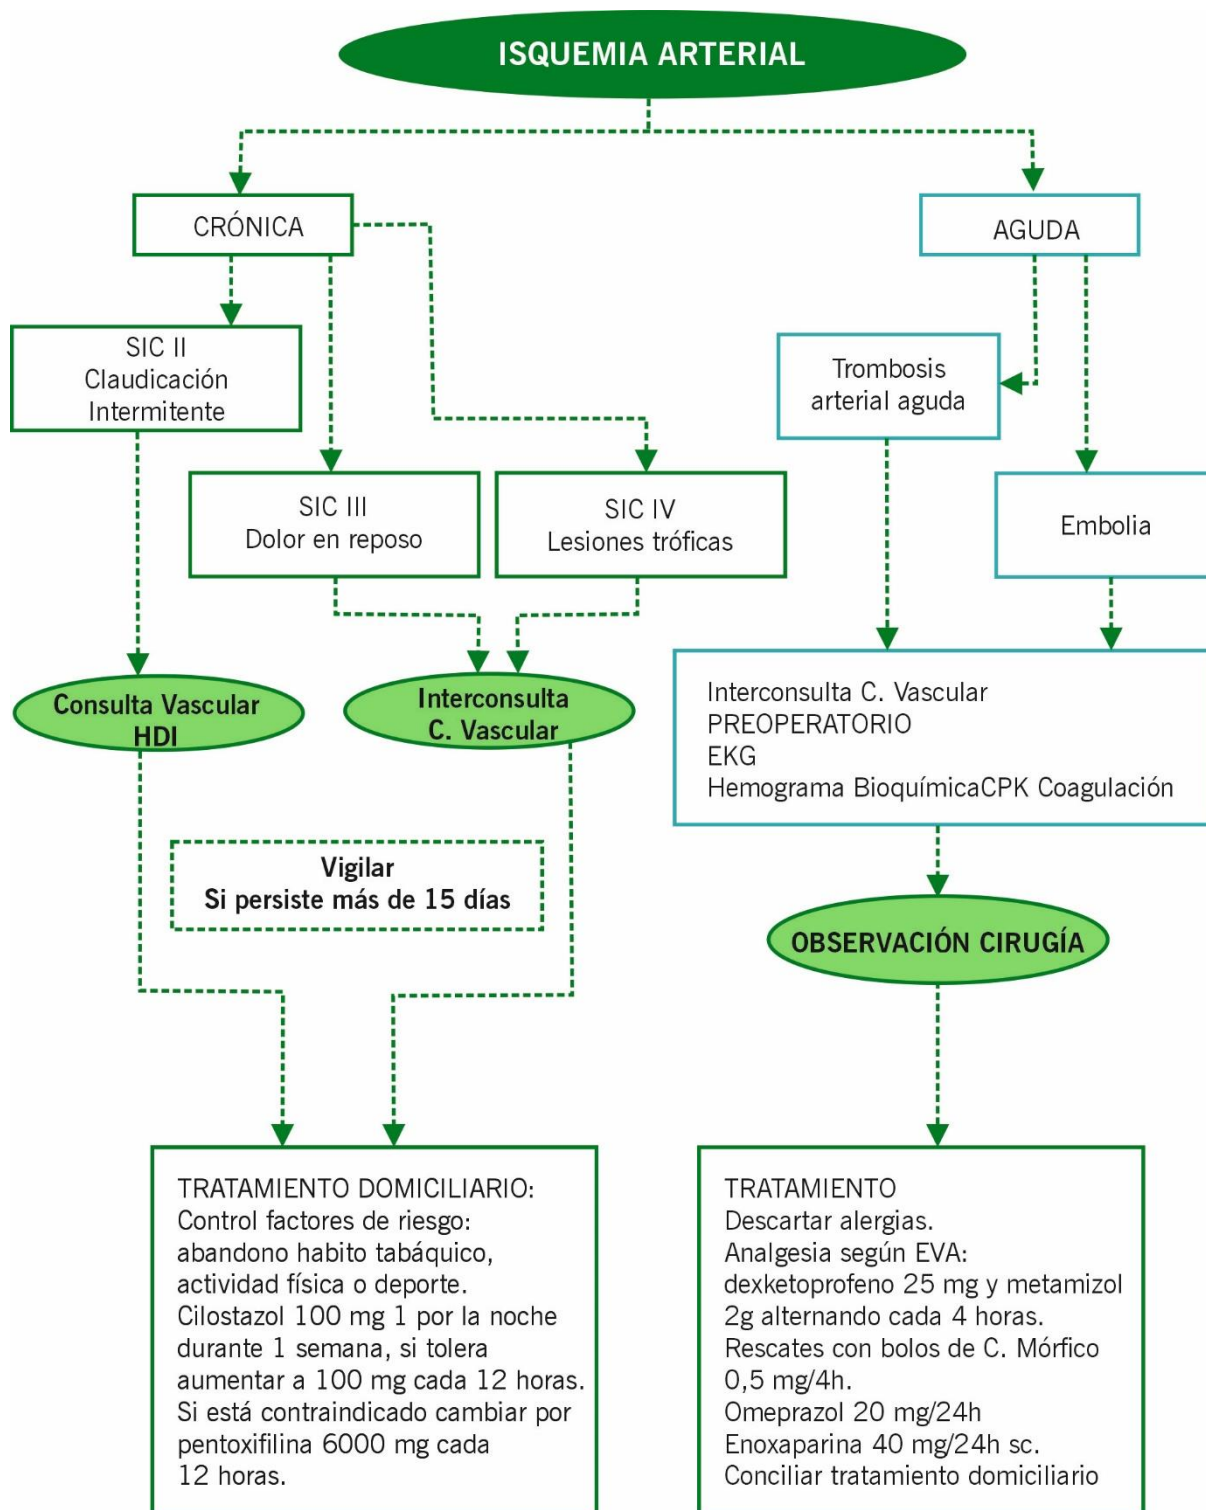 ISQUEMIA ARTERIAL
CRÓNICA
AGUDA
SIC II
Claudicación
Intermitente
Trombosis
arterial aguda
SIC III
Dolor en reposo
SIC IV
Lesiones tróficas
Embolia
Consulta Vascular
HDI
Interconsulta
C. Vascular
Interconsulta C. Vascular
PREOPERATORIO
EKG
Hemograma BioquímicaCPK Coagulación
Vigilar
Si persiste más de 15 días
OBSERVACIÓN CIRUGÍA
TRATAMIENTO DOMICILIARIO:
Control factores de riesgo:
abandono habito tabáquico,
actividad física o deporte.
Cilostazol 100 mg 1 por la noche
durante 1 semana, si tolera
aumentar a 100 mg cada 12 horas.
Si está contraindicado cambiar por
pentoxifilina 6000 mg cada
12 horas.
TRATAMIENTO
Descartar alergias.
Analgesia según EVA:
dexketoprofeno 25 mg y metamizol
2g alternando cada 4 horas.
Rescates con bolos de C. Mórfico
0,5 mg/4h.
Omeprazol 20 mg/24h
Enoxaparina 40 mg/24h sc.
Conciliar tratamiento domiciliario